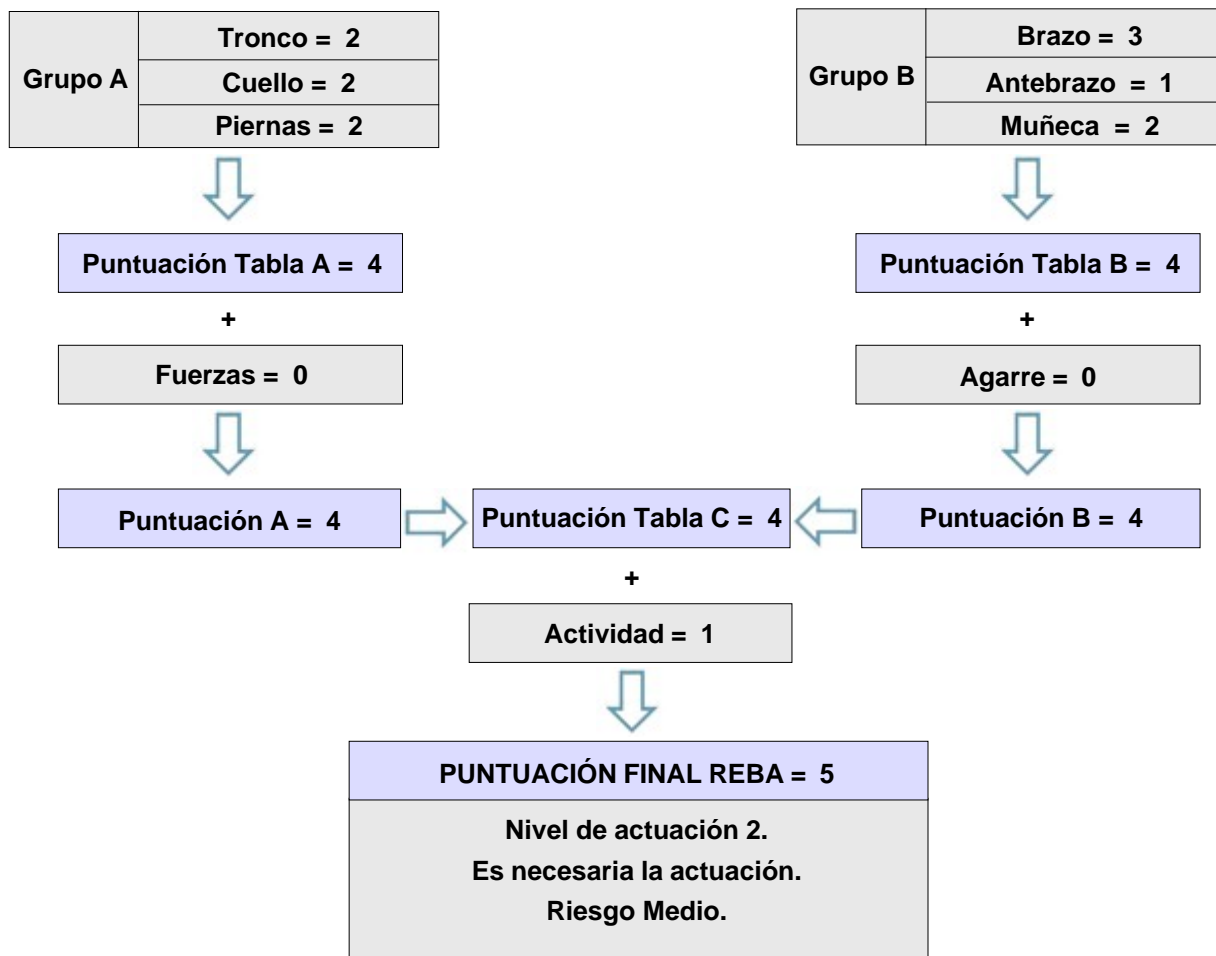 Grupo A
Tronco = 2
Cuello = 2
Piernas = 2
Grupo B
Brazo = 3
Antebrazo = 1
Muñeca = 2
Puntuación Tabla A = 4
Puntuación Tabla B = 4
+
+
Fuerzas = 0
Agarre = 0
Puntuación A = 4
Puntuación Tabla C = 4
Puntuación B = 4
+
Actividad = 1
PUNTUACIÓN FINAL REBA = 5
Nivel de actuación 2.
Es necesaria la actuación.
Riesgo Medio.